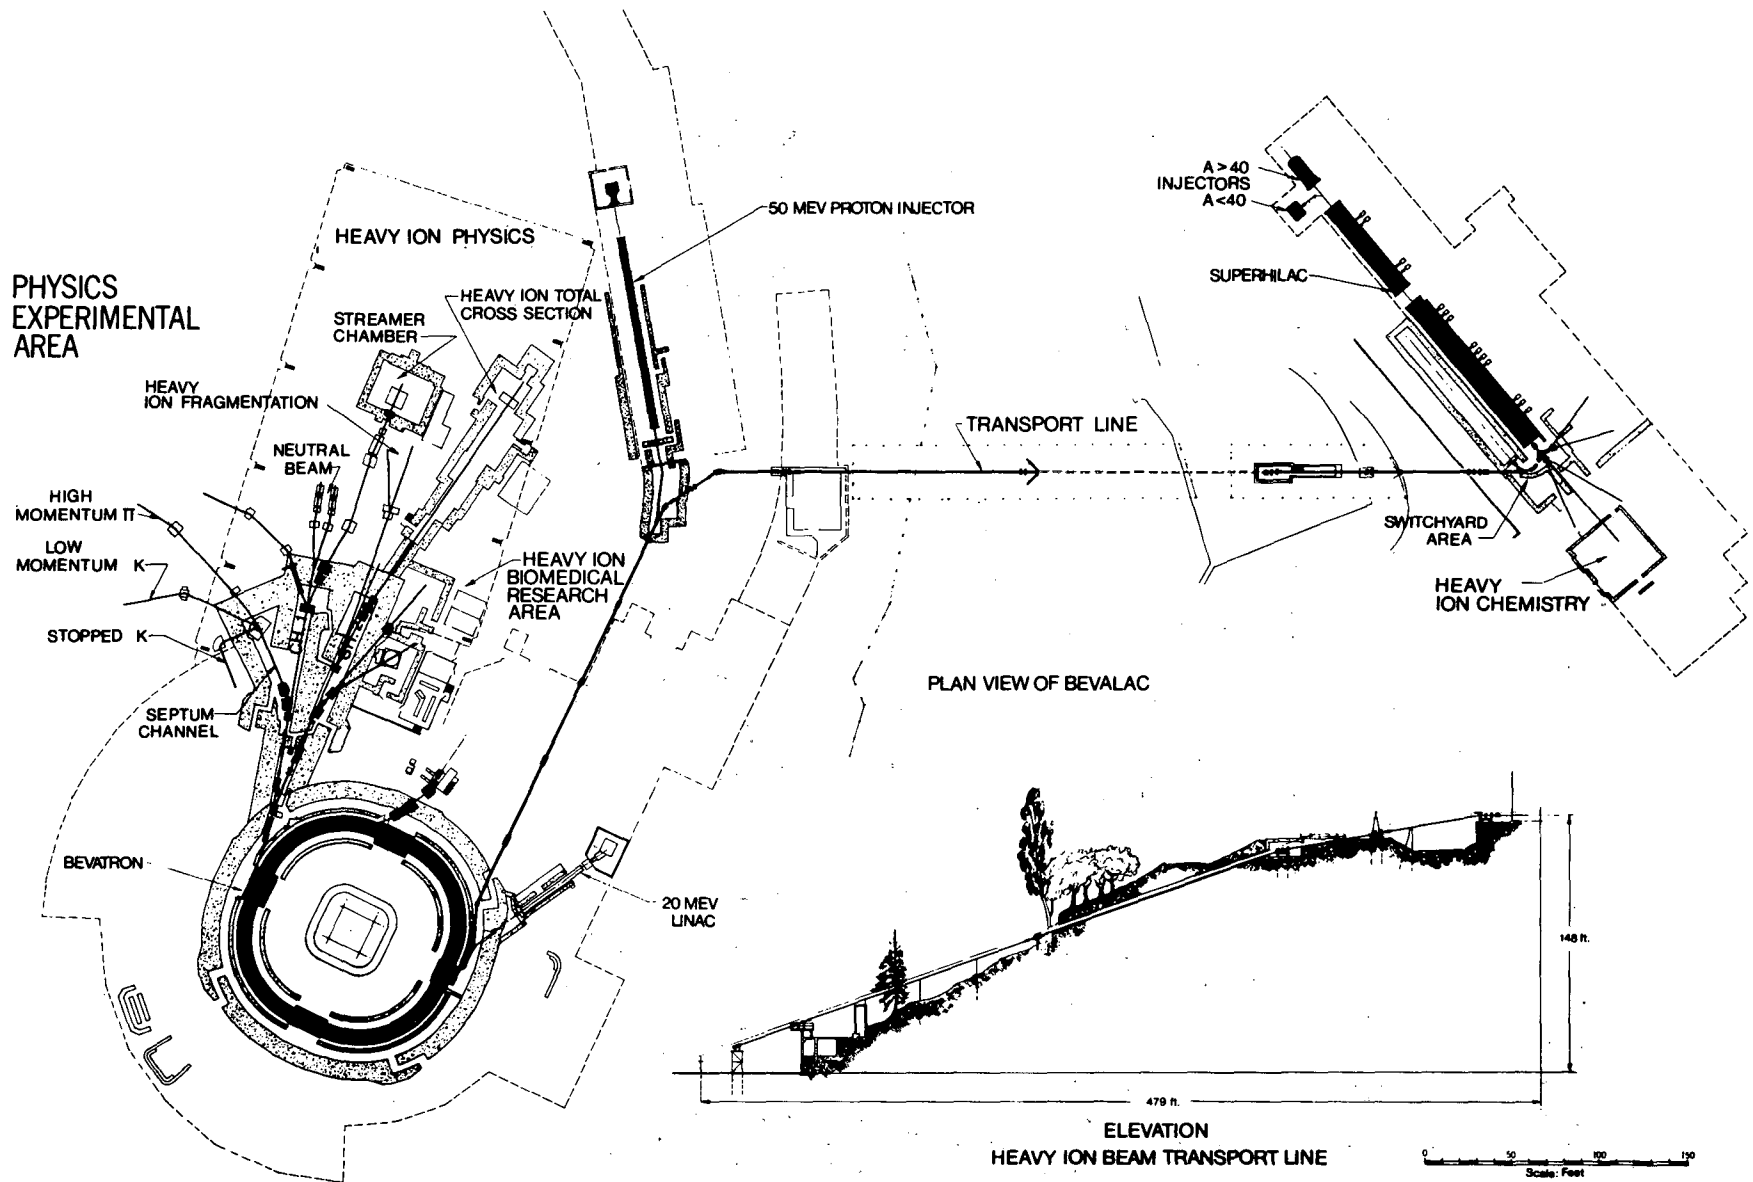 A>40
INJECTORS
A<40
50 MEV PROTON INJECTOR
HEAVY ION PHYSICS
PHYSICS
EXPERIMENTAL
AREA
SUPERHILAC
HEAVY ION TOTAL
CROSS SECTION
STREAMER
CHAMBER
HEAVY
ION FRAGMENTATION
TRANSPORT LINE
NEUTRAL
BEAM
HIGH
MOMENTUM π
LOW
MOMENTUM K
STOPPED K
SWITCHYARD
AREA
HEAVY ION
BIOMEDICAL
RESEARCH
AREA
HEAVY
ION CHEMISTRY
PLAN VIEW OF BEVALAC
SEPTUM
CHANNEL
BEVATRON
20 MEV
LINAC
148 ft.
479 ft.
ELEVATION
HEAVY ION BEAM TRANSPORT LINE
0 50 100 150
Scale: Feet